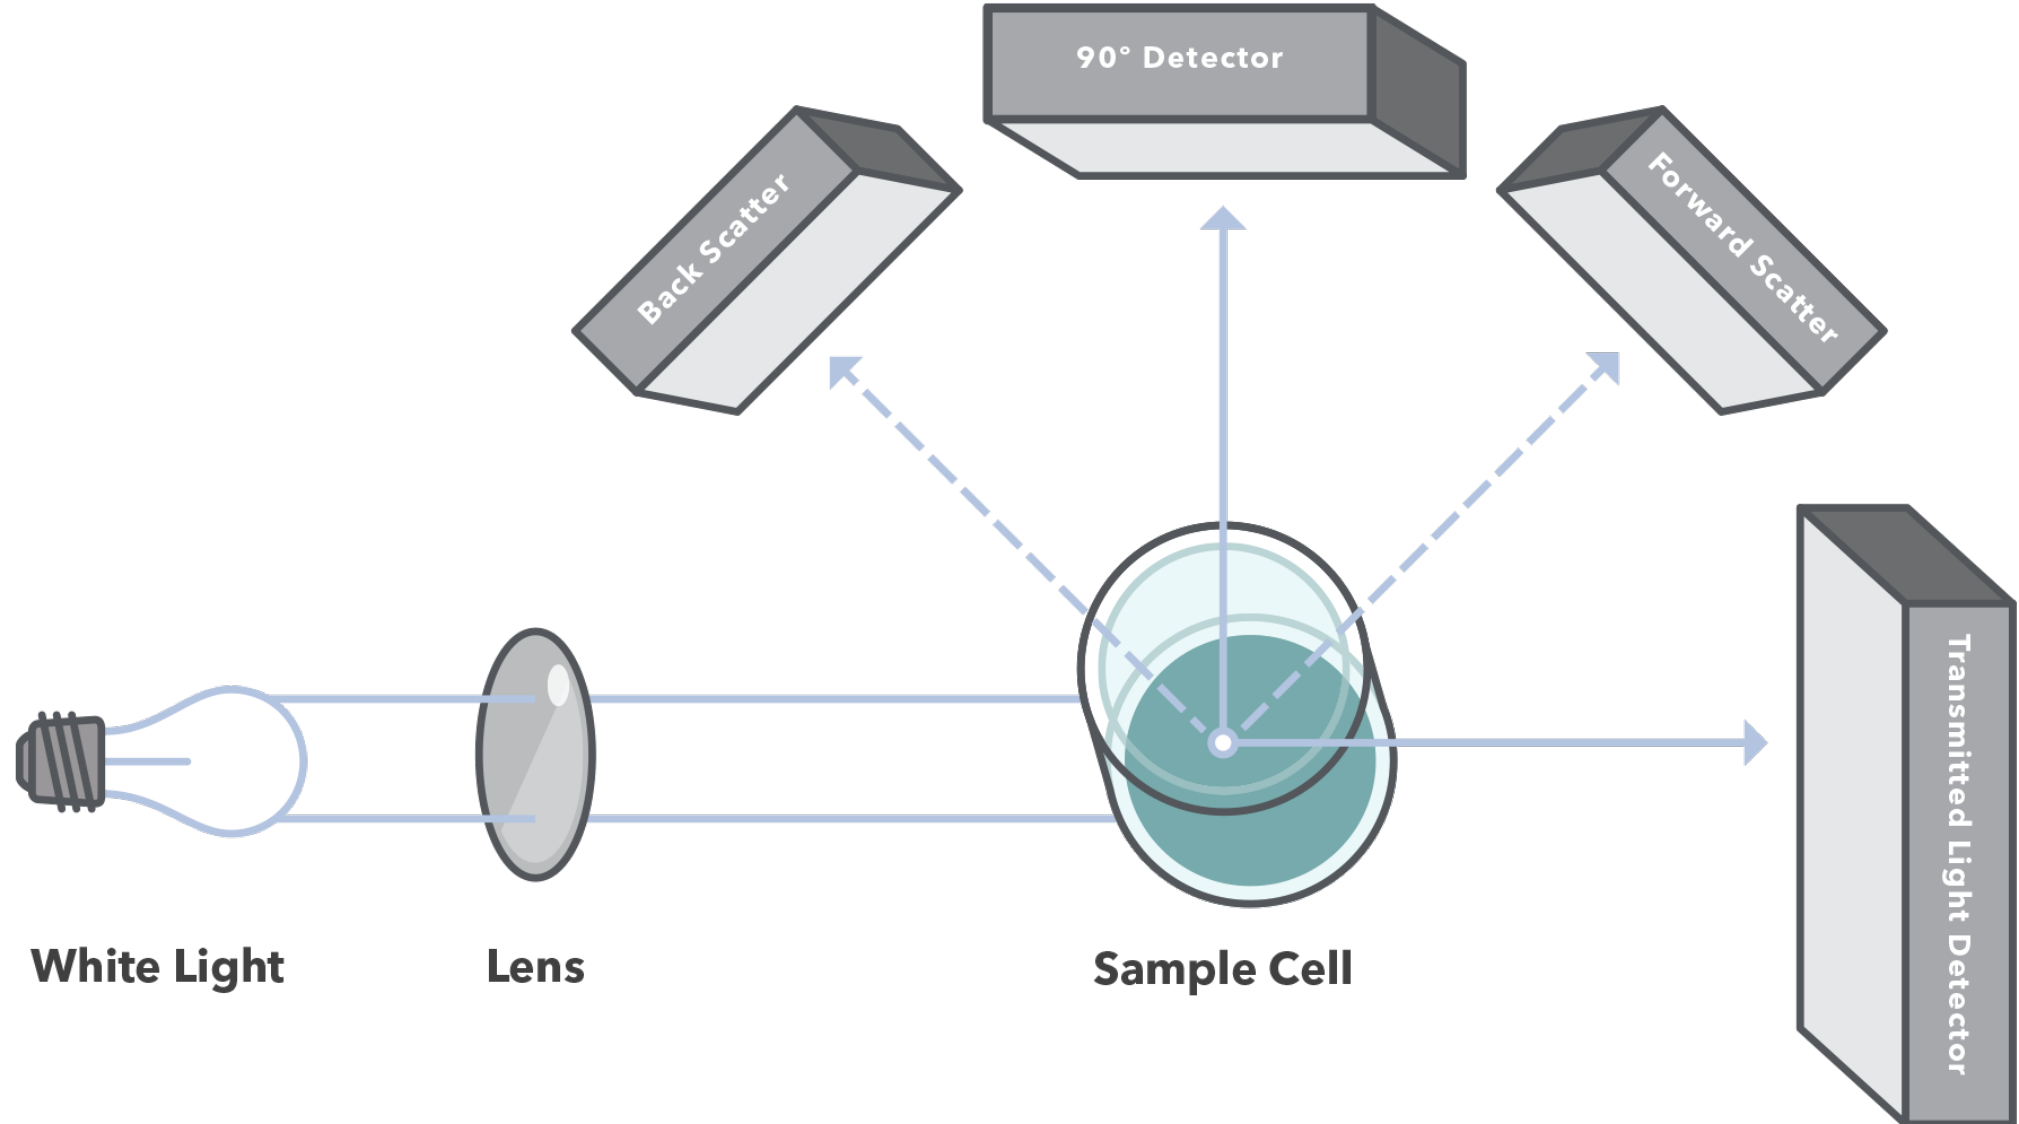 90° Detector
Back Scatter
Forward Scatter
Transmitted Light Detector
White Light
Lens
Sample Cell